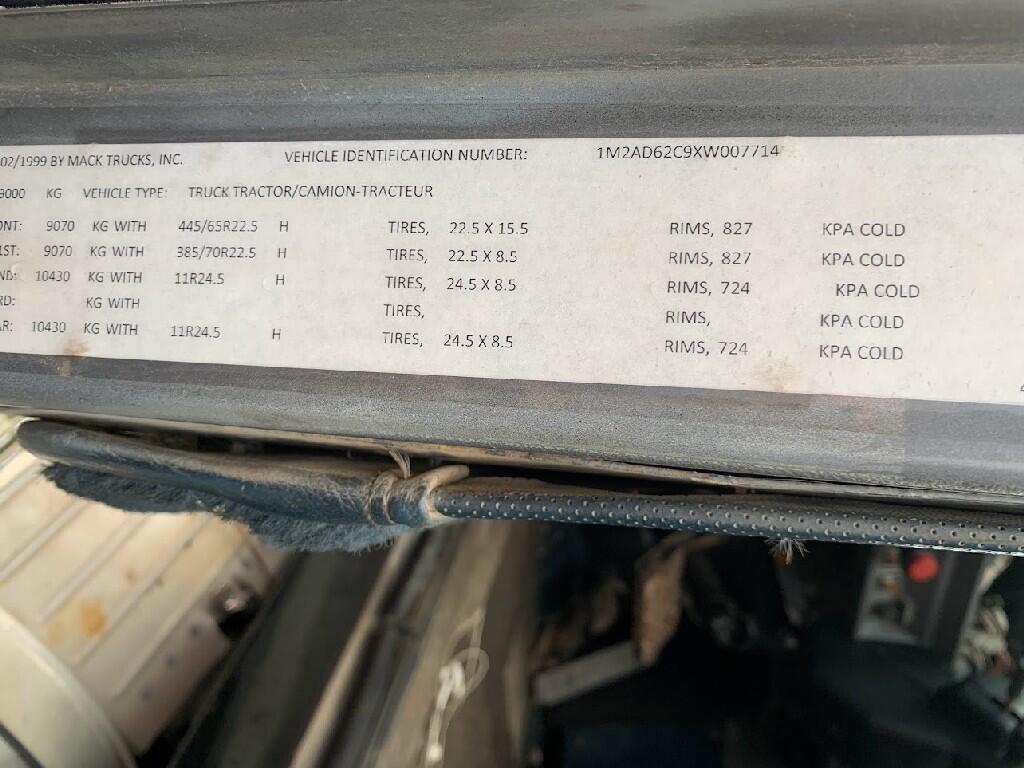 02/1999 BY MACK TRUCKS, INC. VEHICLE IDENTIFICATION NUMBER: 1M2AD62C9XW007714
9000 KG VEHICLE TYPE: TRUCK TRACTOR/CAMION-TRACTEUR
ONT: 9070 KG WITH 445/65R22.5 H TIRES, 22.5 X 15.5 RIMS, 827 KPA COLD
1ST: 9070 KG WITH 385/70R22.5 H TIRES, 22.5 X 8.5 RIMS, 827 KPA COLD
ND: 10430 KG WITH 11R24.5 H TIRES, 24.5 X 8.5 RIMS, 724 KPA COLD
RD: KG WITH TIRES, RIMS, KPA COLD
AR: 10430 KG WITH 11R24.5 H TIRES, 24.5 X 8.5 RIMS, 724 KPA COLD